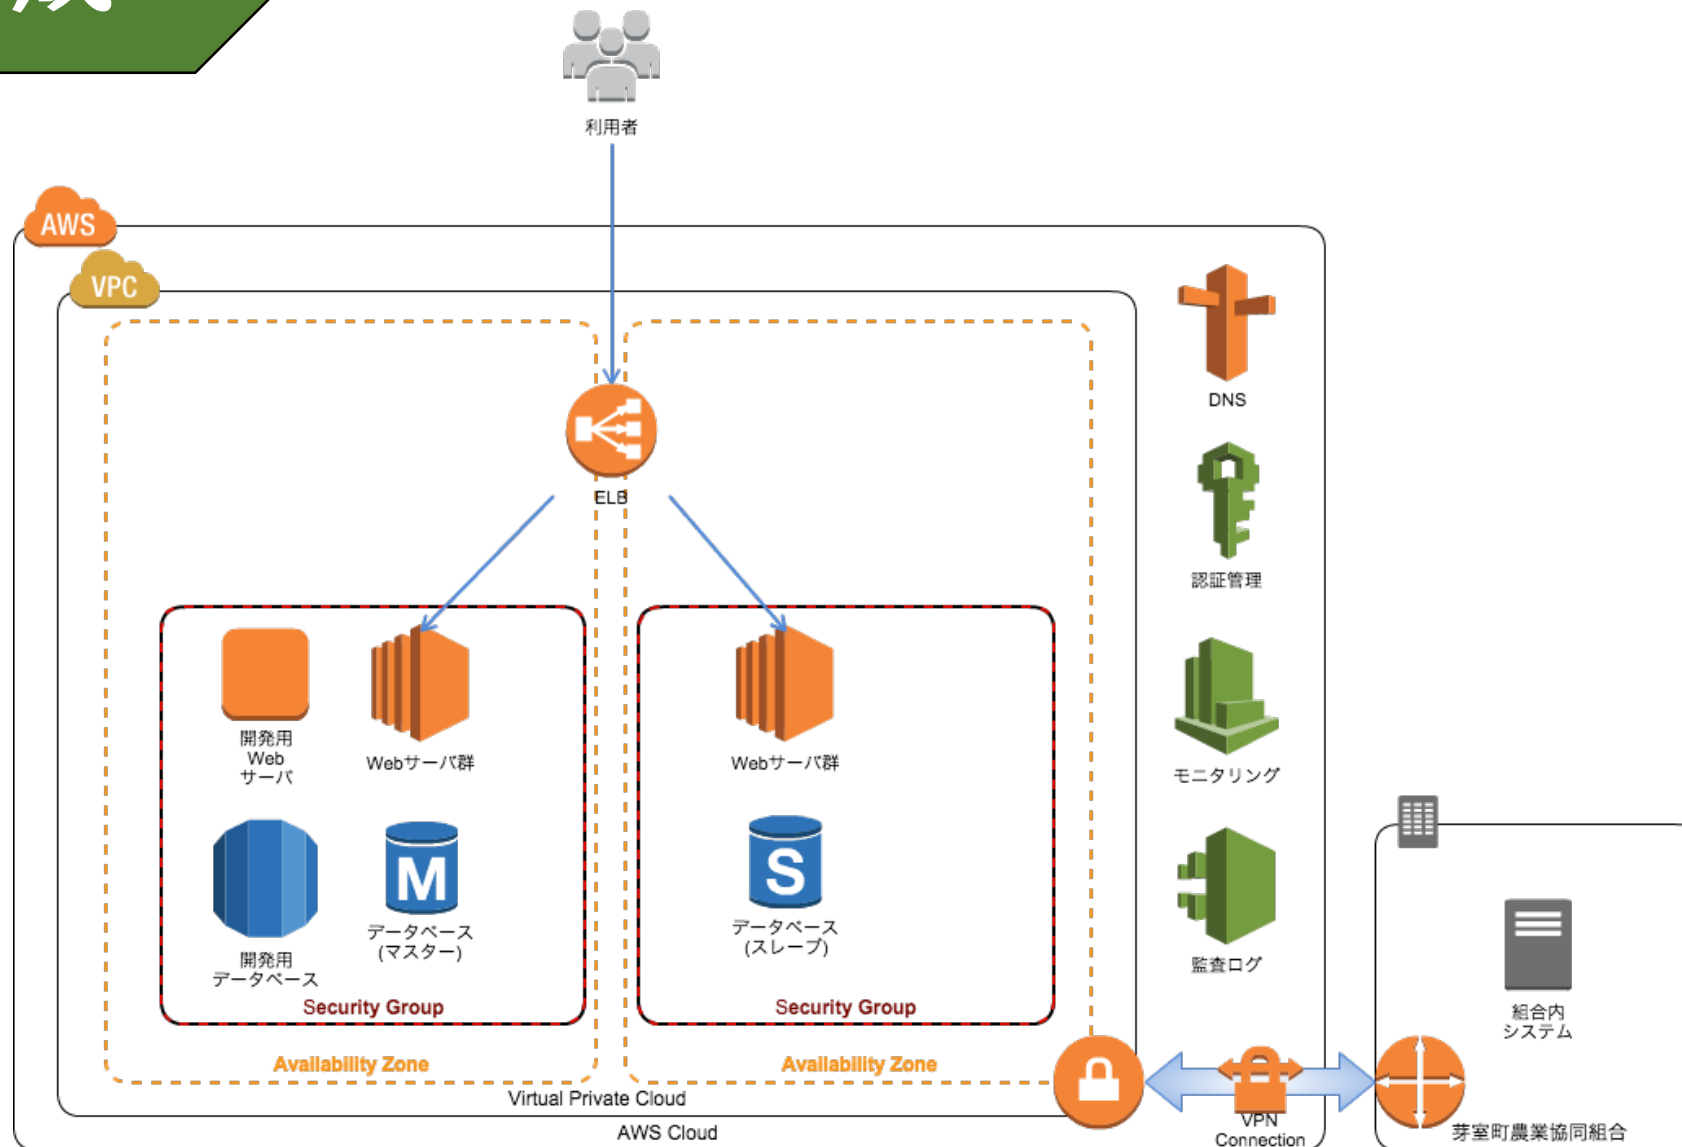 成
利用者
AWS
VPC
DNS
ELB
認証管理
開発用
Web
サーバ
Webサーバ群
Webサーバ群
モニタリング
M
S
データベース
(マスター)
データベース
(スレーブ)
開発用
データベース
監査ログ
Security Group
Security Group
組合内
システム
Availability Zone
Availability Zone
Virtual Private Cloud
VPN
Connection
AWS Cloud
芽室町農業協同組合